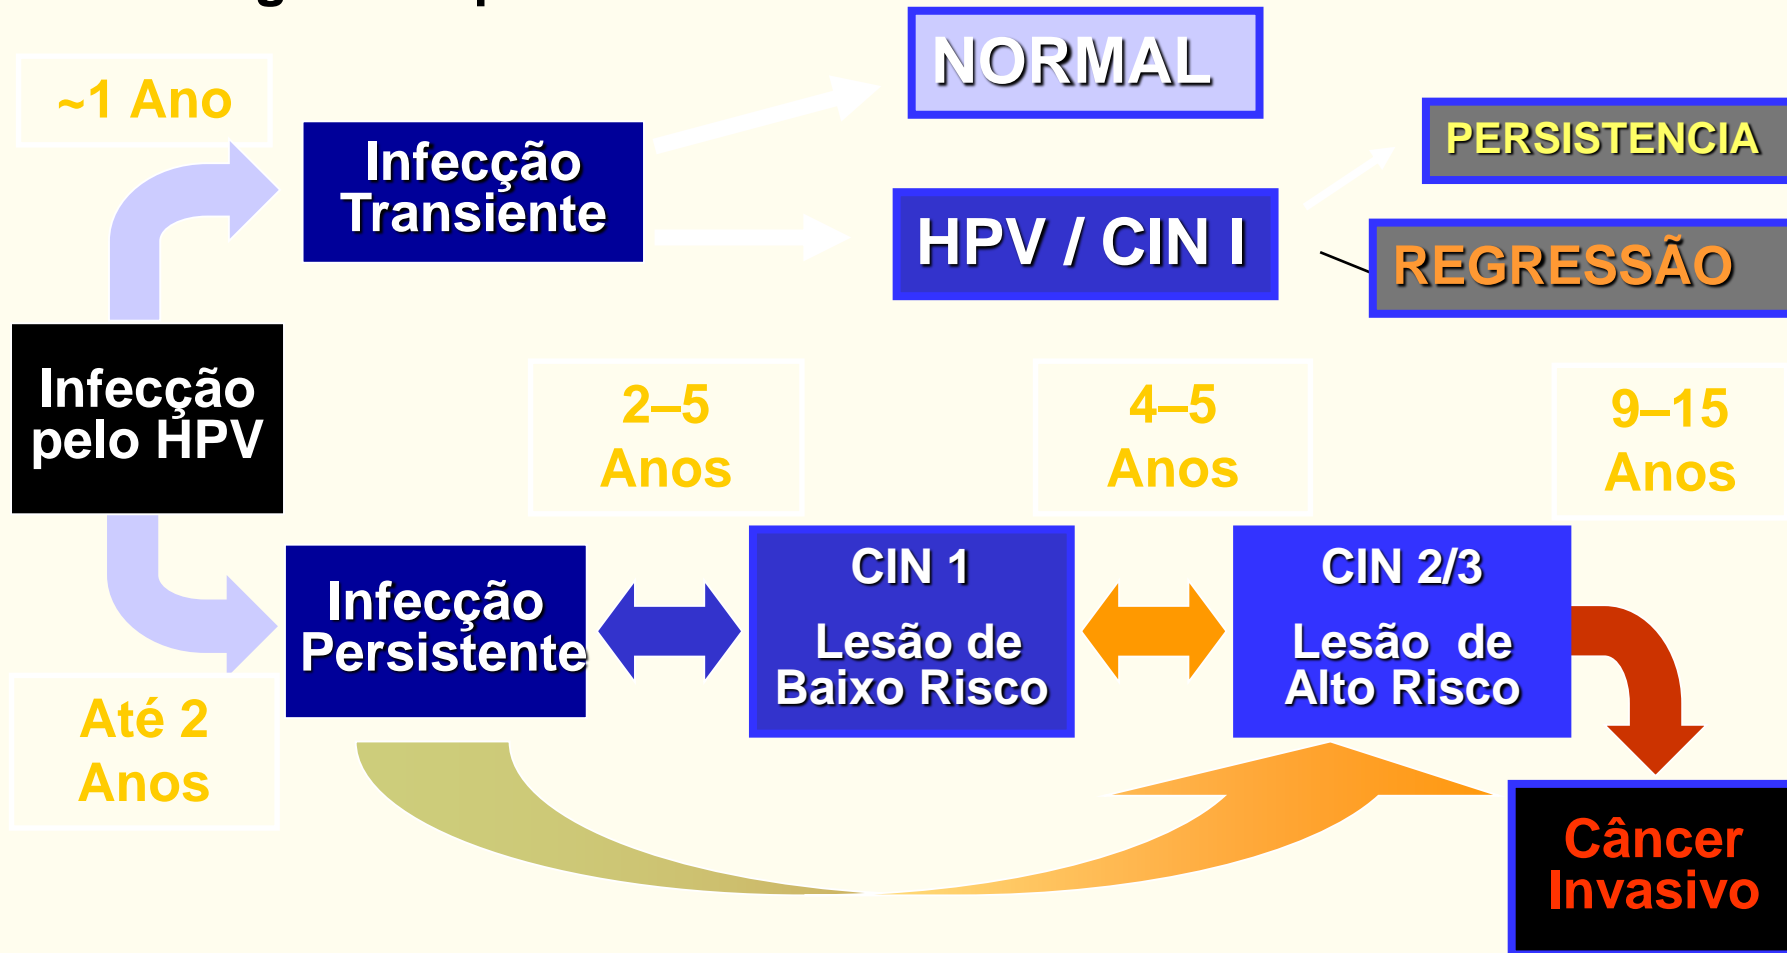 ~1 Ano
NORMAL
Infecção
Transiente
PERSISTENCIA
HPV / CIN I
REGRESSÃO
Infecção
pelo HPV
2–5
Anos
4–5
Anos
9–15
Anos
Infecção
Persistente
CIN 1
Lesão de
Baixo Risco
CIN 2/3
Lesão de
Alto Risco
Até 2
Anos
Câncer
Invasivo